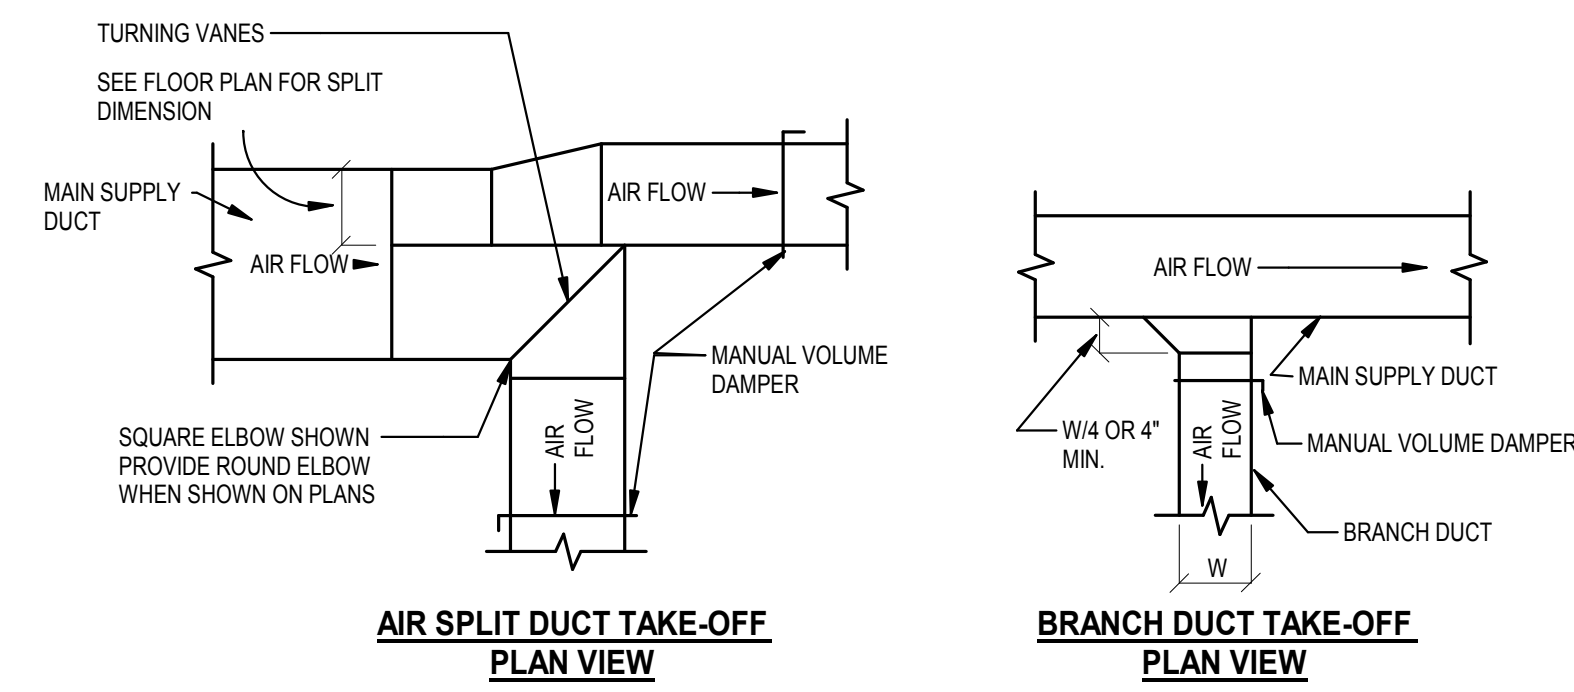 TURNING VANES
SEE FLOOR PLAN FOR SPLIT
DIMENSION
MAIN SUPPLY
DUCT
AIR FLOW
AIR FLOW
MANUAL VOLUME
DAMPER
SQUARE ELBOW SHOWN
PROVIDE ROUND ELBOW
WHEN SHOWN ON PLANS
AIR
FLOW
AIR SPLIT DUCT TAKE-OFF
PLAN VIEW
AIR FLOW
MAIN SUPPLY DUCT
W/4 OR 4"
MIN.
AIR
FLOW
MANUAL VOLUME DAMPER
BRANCH DUCT
W
BRANCH DUCT TAKE-OFF
PLAN VIEW